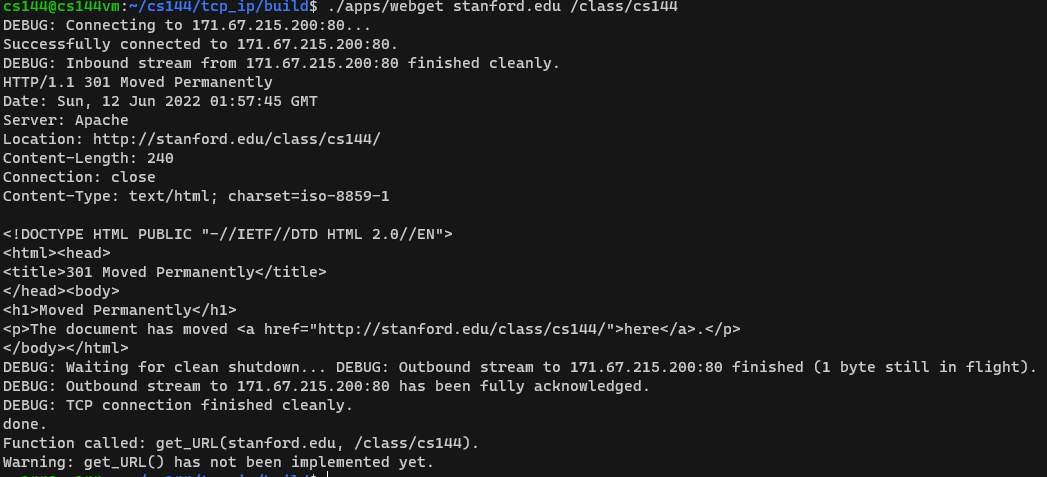 cs144@cs144vm:~/cs144/tcp_ip/build$ ./apps/webget stanford.edu /class/cs144
DEBUG: Connecting to 171.67.215.200:80...
Successfully connected to 171.67.215.200:80.
DEBUG: Inbound stream from 171.67.215.200:80 finished cleanly.
HTTP/1.1 301 Moved Permanently
Date: Sun, 12 Jun 2022 01:57:45 GMT
Server: Apache
Location: http://stanford.edu/class/cs144/
Content-Length: 240
Connection: close
Content-Type: text/html; charset=iso-8859-1

<!DOCTYPE HTML PUBLIC "-//IETF//DTD HTML 2.0//EN">
<html><head>
<title>301 Moved Permanently</title>
</head><body>
<h1>Moved Permanently</h1>
<p>The document has moved <a href="http://stanford.edu/class/cs144/">here</a>.</p>
</body></html>
DEBUG: Waiting for clean shutdown... DEBUG: Outbound stream to 171.67.215.200:80 finished (1 byte still in flight).
DEBUG: Outbound stream to 171.67.215.200:80 has been fully acknowledged.
DEBUG: TCP connection finished cleanly.
done.
Function called: get_URL(stanford.edu, /class/cs144).
Warning: get_URL() has not been implemented yet.